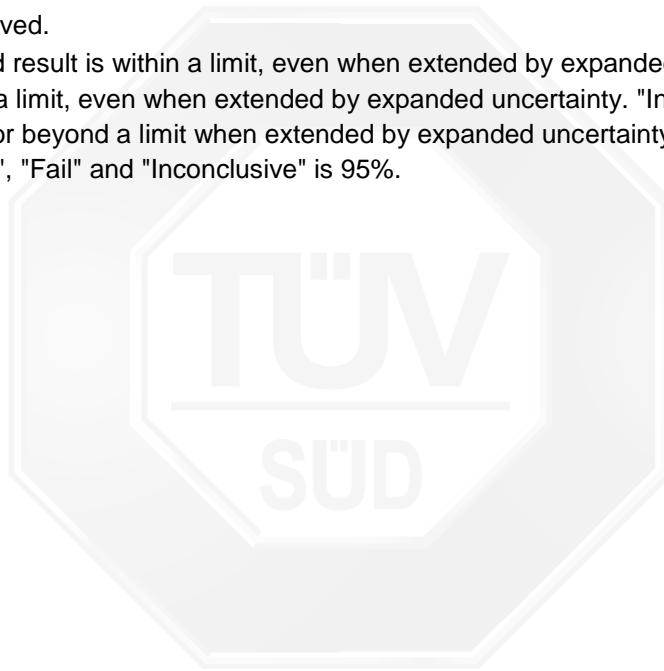 ved.
result is within a limit, even when extended by expanded
a limit, even when extended by expanded uncertainty. "In
or beyond a limit when extended by expanded uncertainty
", "Fail" and "Inconclusive" is 95%.
TÜV
SÜD